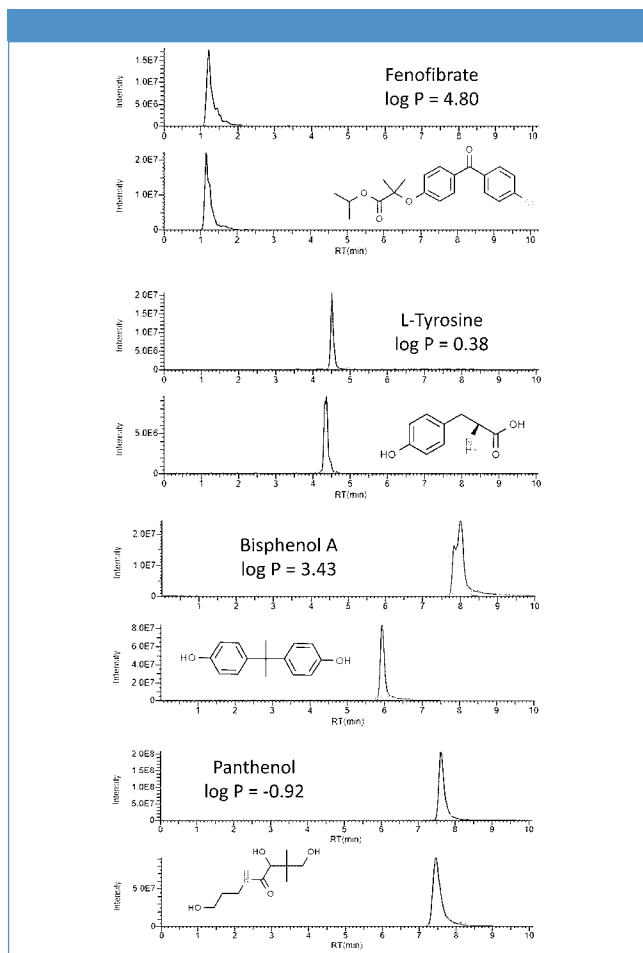 Intensity
1.5E7
1.0E7
5.0E6
0
0 1 2 3 4 5 6 7 8 9 10
Fenofibrate
log P = 4.80
Intensity
2.0E7
1.0E7
0
0 1 2 3 4 5 6 7 8 9 10
RT(min)
O
O
O
O
Intensity
2.0E7
1.5E7
1.0E7
5.0E6
0 1 2 3 4 5 6 7 8 9 10
L-Tyrosine
log P = 0.38
Intensity
5.0E6
0
0 1 2 3 4 5 6 7 8 9 10
RT(min)
HO
OH
O
Intensity
2.0E7
1.0E7
0
1 2 3 4 5 6 7 8 9 10
Bisphenol A
log P = 3.43
Intensity
8.0E7
6.0E7
4.0E7
2.0E7
0
1 2 3 4 5 6 7 8 9 10
RT(min)
HO
OH
Intensity
2.0E8
1.5E8
1.0E8
5.0E7
0
0 1 2 3 4 5 6 7 8 9 10
RT(min)
Panthenol
log P = -0.92
Intensity
5.0E7
0
0 1 2 3 4 5 6 7 8 9 10
RT(min)
HO
OH
O
HO